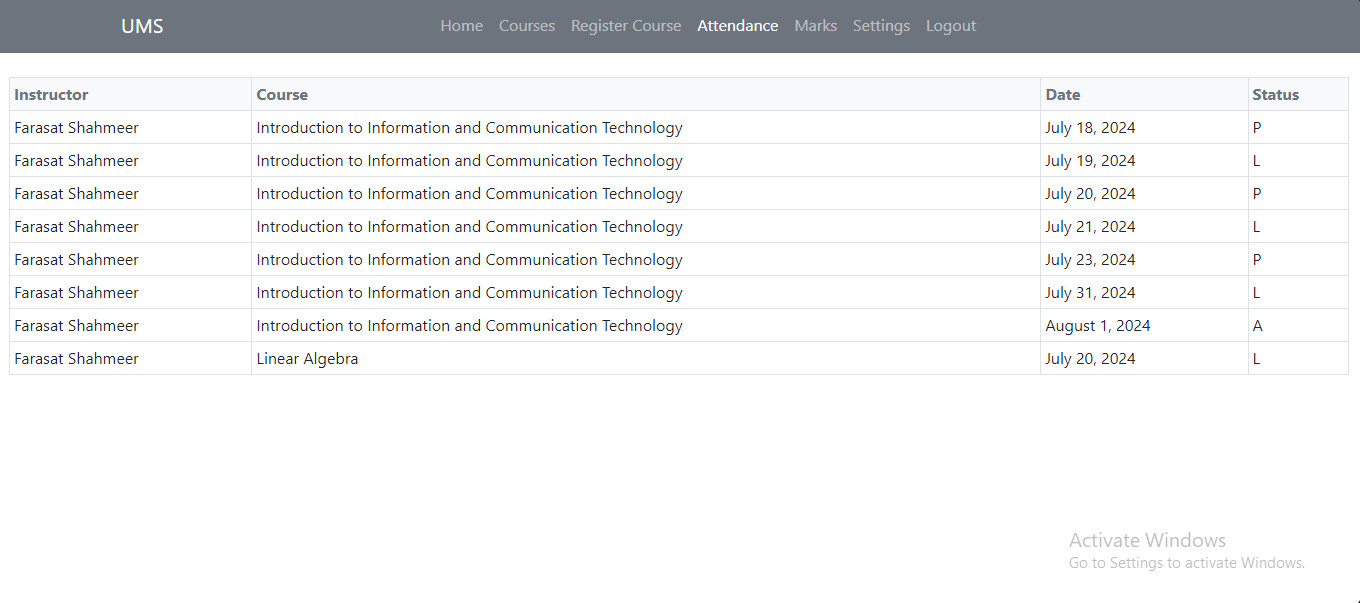 UMS Home Courses Register Course Attendance Marks Settings Logout
Instructor Course Date Status
Farasat Shahmeer Introduction to Information and Communication Technology July 18, 2024 P
Farasat Shahmeer Introduction to Information and Communication Technology July 19, 2024 L
Farasat Shahmeer Introduction to Information and Communication Technology July 20, 2024 P
Farasat Shahmeer Introduction to Information and Communication Technology July 21, 2024 L
Farasat Shahmeer Introduction to Information and Communication Technology July 23, 2024 P
Farasat Shahmeer Introduction to Information and Communication Technology July 31, 2024 L
Farasat Shahmeer Introduction to Information and Communication Technology August 1, 2024 A
Farasat Shahmeer Linear Algebra July 20, 2024 L
Activate Windows
Go to Settings to activate Windows.